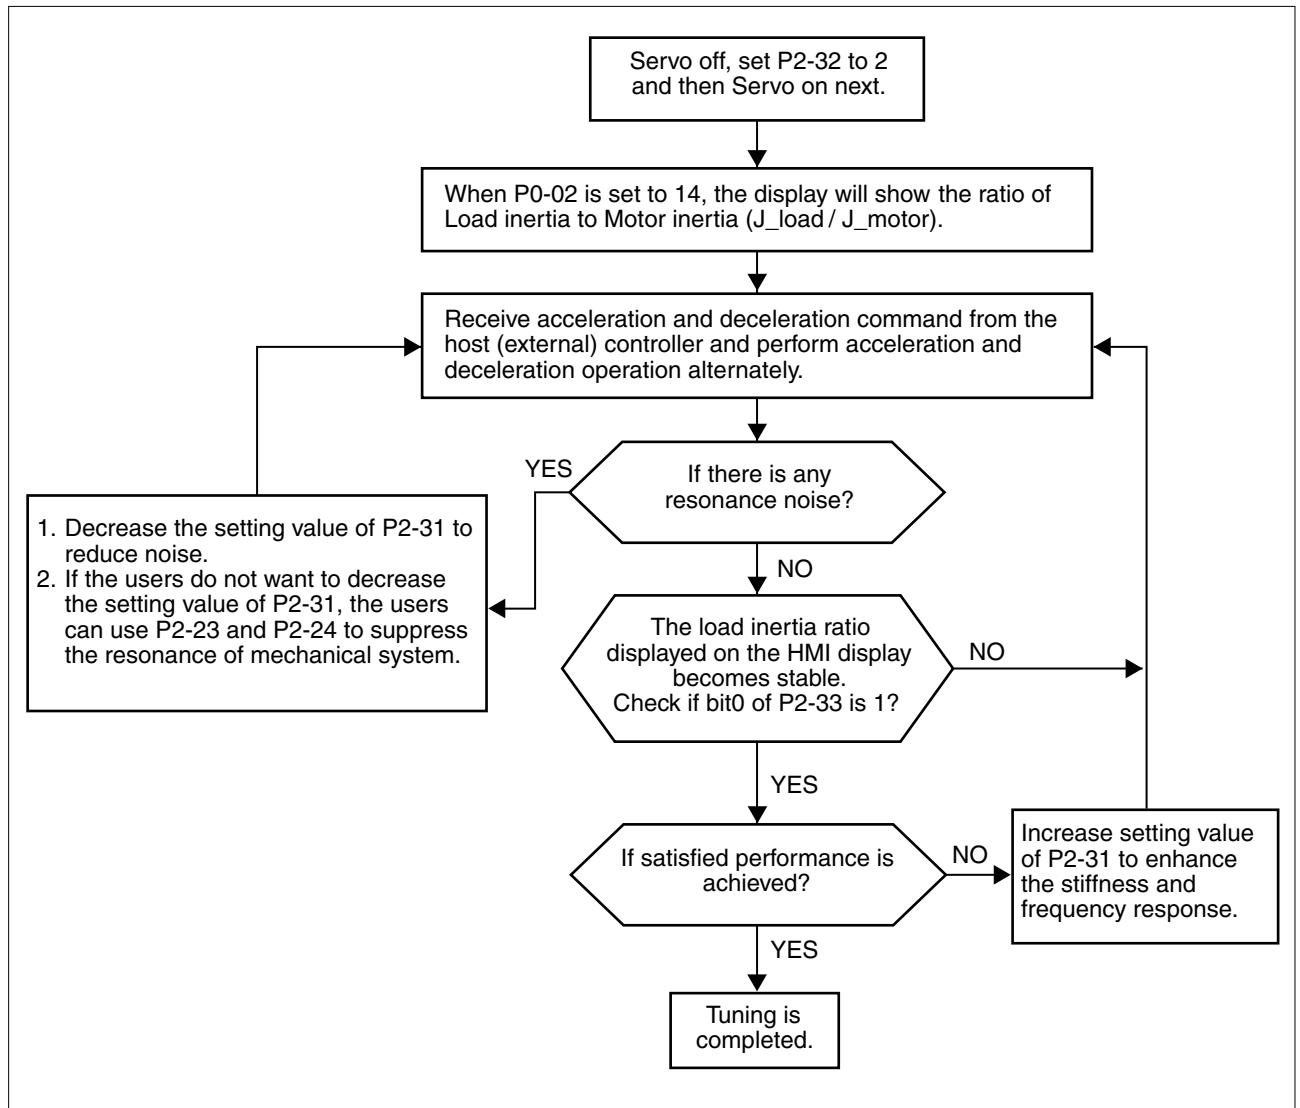 Servo off, set P2-32 to 2
and then Servo on next.
When P0-02 is set to 14, the display will show the ratio of
Load inertia to Motor inertia (J_load / J_motor).
Receive acceleration and deceleration command from the
host (external) controller and perform acceleration and
deceleration operation alternately.
YES
If there is any
resonance noise?
1. Decrease the setting value of P2-31 to
reduce noise.
2. If the users do not want to decrease
the setting value of P2-31, the users
can use P2-23 and P2-24 to suppress
the resonance of mechanical system.
NO
The load inertia ratio
displayed on the HMI display
becomes stable.
Check if bit0 of P2-33 is 1?
NO
YES
If satisfied performance is
achieved?
NO
Increase setting value
of P2-31 to enhance
the stiffness and
frequency response.
YES
Tuning is
completed.